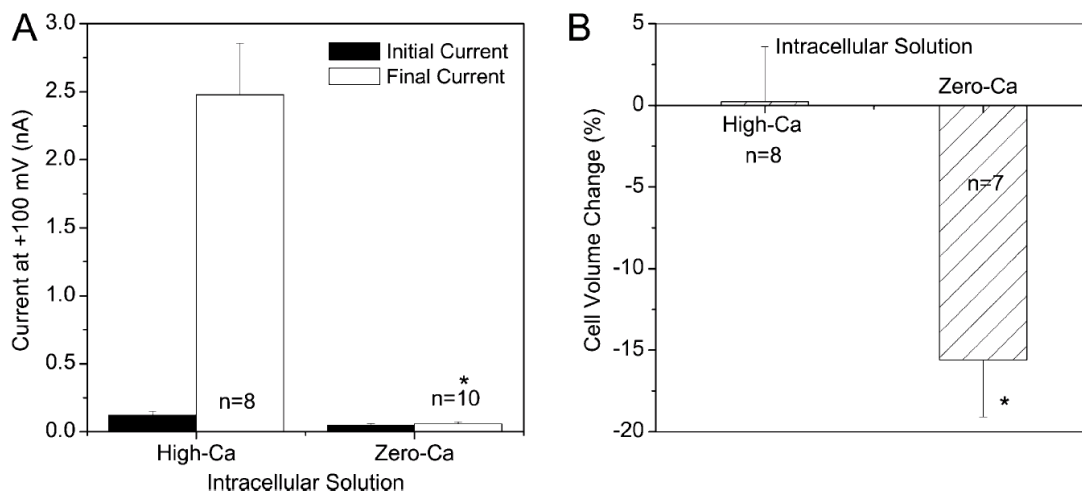 A
3.0
2.5
2.0
1.5
1.0
0.5
0.0
Current at +100 mV (nA)
Initial Current
Final Current
n=8
*
n=10
High-Ca
Zero-Ca
Intracellular Solution
B
5
0
-5
-10
-15
-20
Cell Volume Change (%)
Intracellular Solution
Zero-Ca
High-Ca
n=8
n=7
*